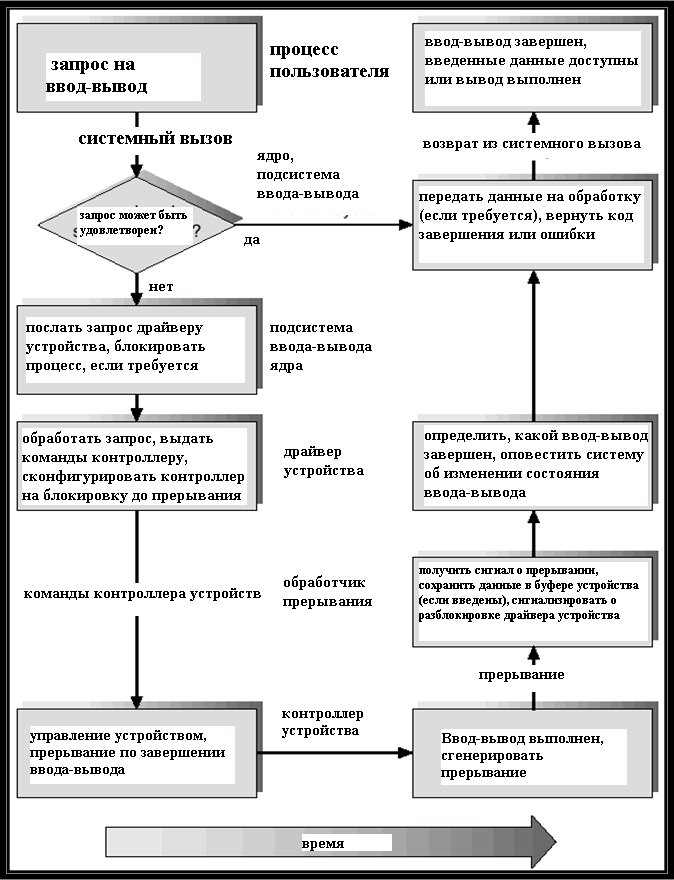 запрос на
ввод-вывод
процесс
пользователя
ввод-вывод завершен,
введенные данные доступны
или вывод выполнен
системный вызов
ядро,
подсистема
ввода-вывода
возврат из системного вызова
запрос может быть
удовлетворен?
?
да
передать данные на обработку
(если требуется), вернуть код
завершения или ошибки
нет
послать запрос драйверу
устройства, блокировать
процесс, если требуется
подсистема
ввода-вывода
ядра
обработать запрос, выдать
команды контроллеру,
сконфигурировать контроллер
на блокировку до прерывания
драйвер
устройства
определить, какой ввод-вывод
завершен, оповестить систему
об изменении состояния
ввода-вывода
команды контроллера устройств
обработчик
прерывания
получить сигнал о прерывании,
сохранить данные в буфере устройства
(если введены), сигнализировать о
разблокировке драйвера устройства
прерывание
управление устройством,
прерывание по завершении
ввода-вывода
контроллер
устройства
Ввод-вывод выполнен,
сгенерировать
прерывание
время